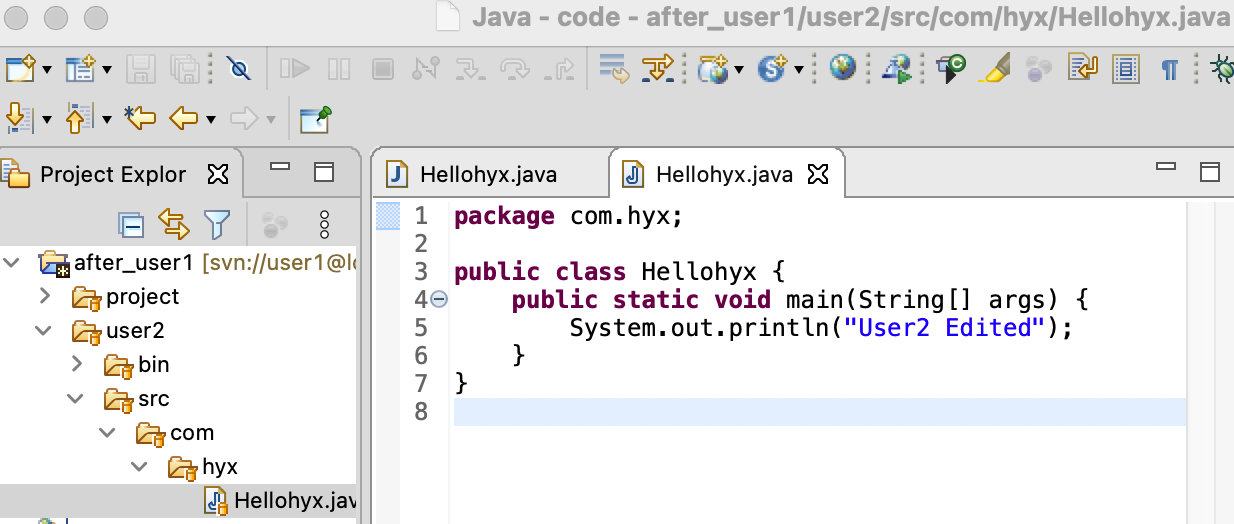 Java - code - after_user1/user2/src/com/hyx/Hellohyx.java
Project Explor
Hellohyx.java
Hellohyx.java
after_user1 [svn://user1@lo
project
user2
bin
src
com
hyx
Hellohyx.jav
1 package com.hyx;
2
3 public class Hellohyx {
4 public static void main(String[] args) {
5 System.out.println("User2 Edited");
6 }
7 }
8